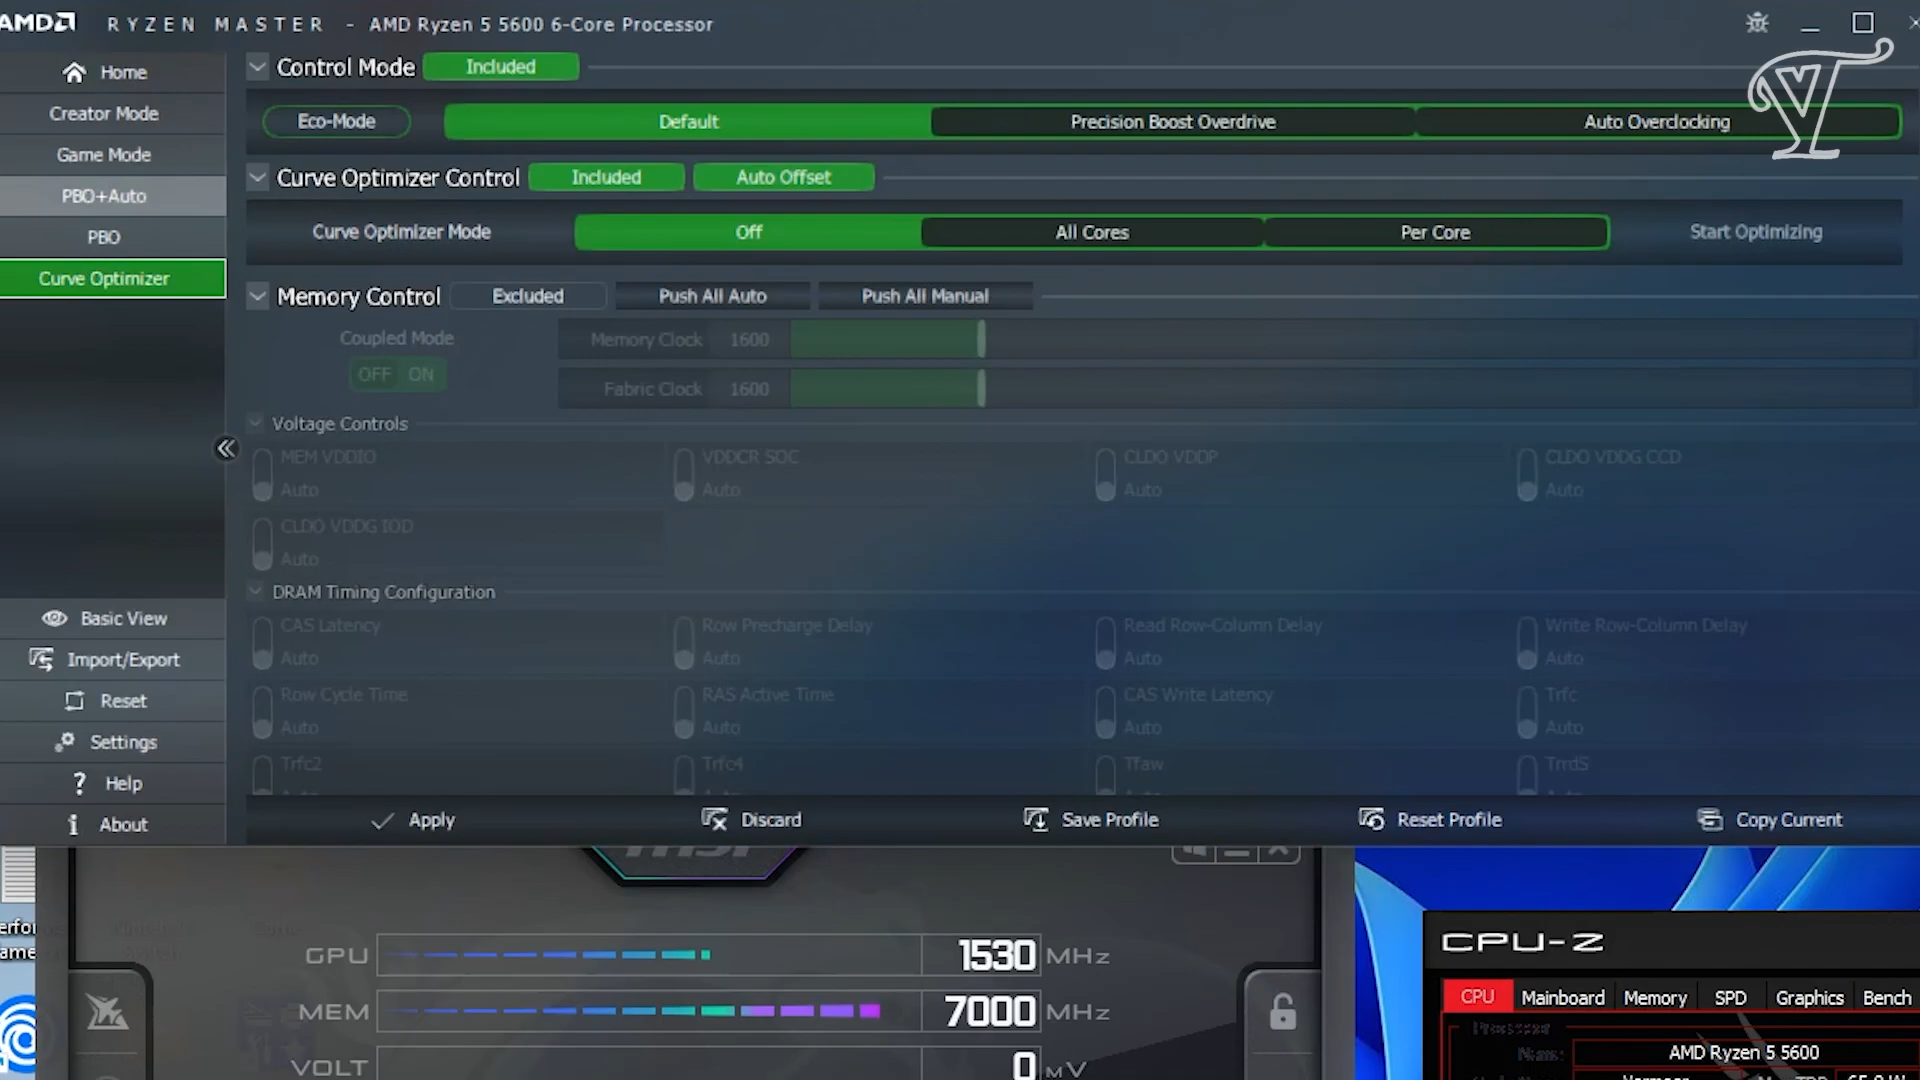 AMD RYZEN MASTER - AMD Ryzen 5 5600 6-Core Processor
Home
Creator Mode
Game Mode
PBO+Auto
PBO
Curve Optimizer
Basic View
Import/Export
Reset
Settings
? Help
i About
Control Mode Included
Eco-Mode Default Precision Boost Overdrive Auto Overclocking
Curve Optimizer Control Included Auto Offset
Curve Optimizer Mode Off All Cores Per Core Start Optimizing
Memory Control Excluded Push All Auto Push All Manual
Coupled Mode
OFF ON
Memory Clock 1600
Fabric Clock 1600
Voltage Controls
MEM VDDIO VDDCR SOC CLDO VDDP CLDO VDDG CCD
Auto Auto Auto Auto
CLDO VDDG IOD
Auto
DRAM Timing Configuration
CAS Latency Row Precharge Delay Read Row-Column Delay Write Row-Column Delay
Auto Auto Auto Auto
Row Cycle Time RAS Active Time CAS Write Latency Trfc
Auto Auto Auto Auto
Trfc2 Trfc4 Tfaw TrrdS
Apply Discard Save Profile Reset Profile Copy Current
msi
GPU 1530 MHz
MEM 7000 MHz
VOLT 0 MV
CPU-Z
CPU Mainboard Memory SPD Graphics Bench
Processor
Name AMD Ryzen 5 5600